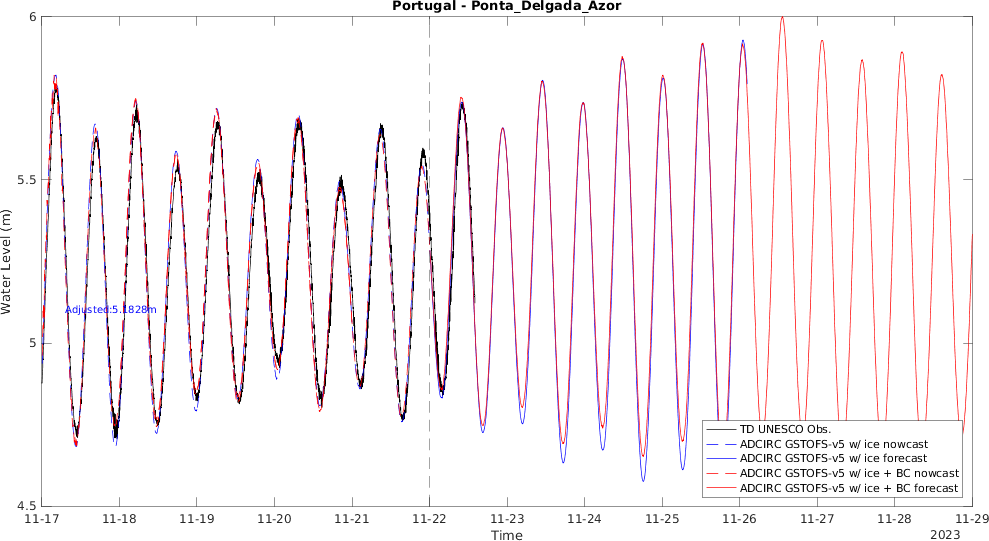 Portugal - Ponta_Delgada_Azor
6
5.5
5
4.5
Water Level (m)
Adjusted:5.1828m
TD UNESCO Obs.
ADCIRC GSTOFS-v5 w/ ice nowcast
ADCIRC GSTOFS-v5 w/ ice forecast
ADCIRC GSTOFS-v5 w/ ice + BC nowcast
ADCIRC GSTOFS-v5 w/ ice + BC forecast
11-17 11-18 11-19 11-20 11-21 11-22 11-23 11-24 11-25 11-26 11-27 11-28 11-29
Time
2023